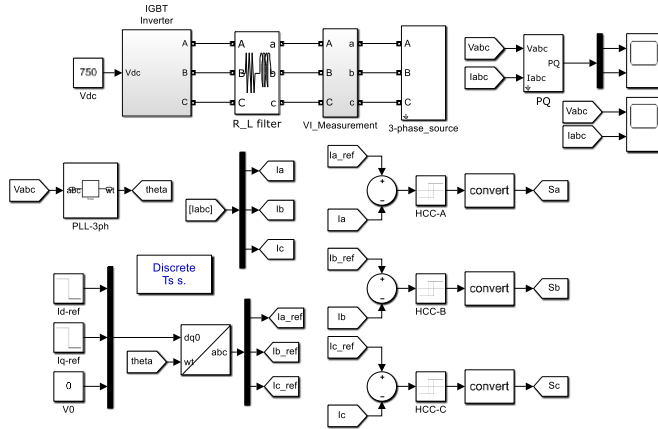 IGBT
Inverter
750
Vdc
Vdc
A
B
C
A
B
C
a
b
c
R_L filter
A
B
C
a
b
c
VI_Measurement
A
B
C
3-phase_source
Vabc
Iabc
Vabc
Iabc
PQ
PQ
Vabc
Iabc
Vabc
abc
wt
theta
PLL-3ph
[Iabc]
Ia
Ib
Ic
Ia_ref
Ia
+
−
HCC-A
convert
Sa
Discrete
Ts s.
Id-ref
Iq-ref
0
V0
theta
dq0
wt
abc
Ia_ref
Ib_ref
Ic_ref
Ib_ref
Ib
+
−
HCC-B
convert
Sb
Ic_ref
Ic
+
−
HCC-C
convert
Sc